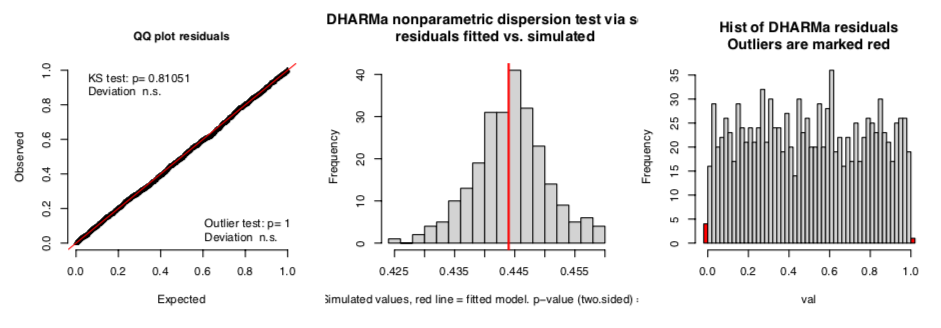 QQ plot residuals
KS test: p= 0.81051
Deviation n.s.
Outlier test: p= 1
Deviation n.s.
Observed
0.0 0.2 0.4 0.6 0.8 1.0
0.0 0.2 0.4 0.6 0.8 1.0
Expected
DHARMa nonparametric dispersion test via s
residuals fitted vs. simulated
Frequency
0 10 20 30 40
0.425 0.435 0.445 0.455
Simulated values, red line = fitted model. p-value (two.sided) :
Hist of DHARMa residuals
Outliers are marked red
Frequency
0 5 10 15 20 25 30 35
0.0 0.2 0.4 0.6 0.8 1.0
val